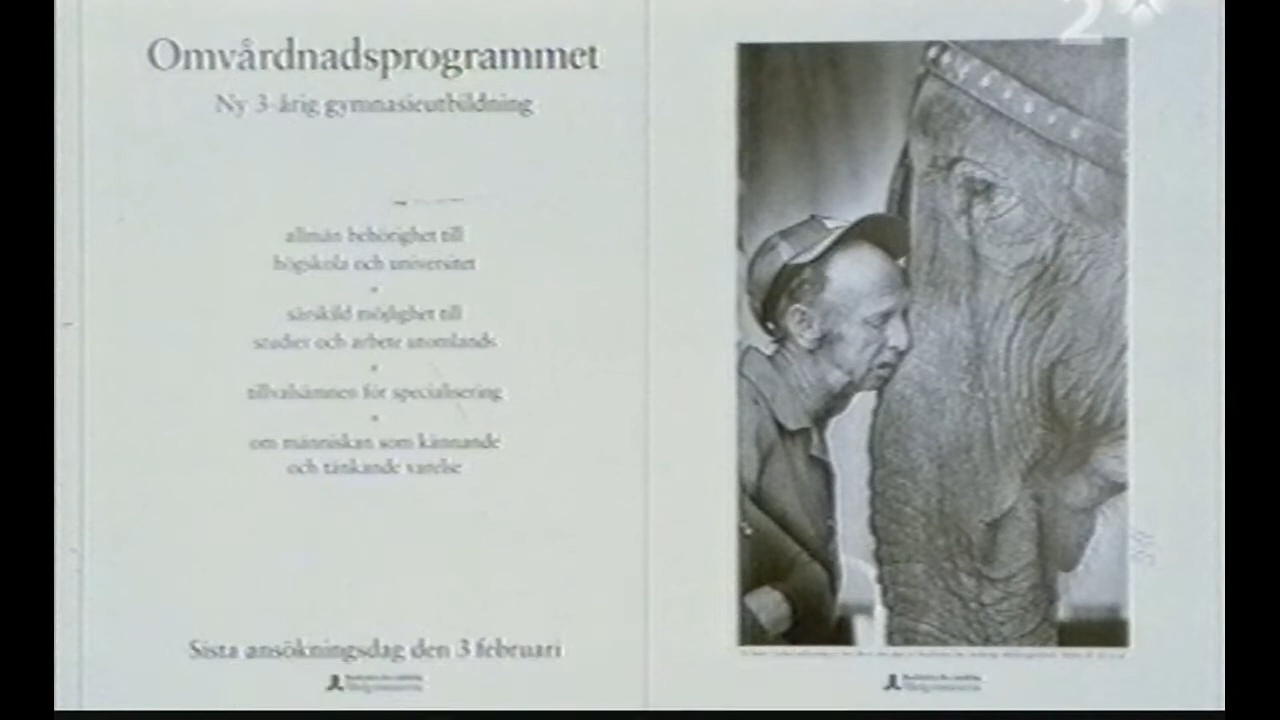 2
Omvårdnadsprogrammet
Ny 3-årig gymnasieutbildning
allmän behörighet till
högskola och universitet
särskild möjlighet till
studier och arbete utomlands
tillvalsämnen för specialisering
om människan som kännande
och tänkande varelse
Sista ansökningsdag den 3 februari